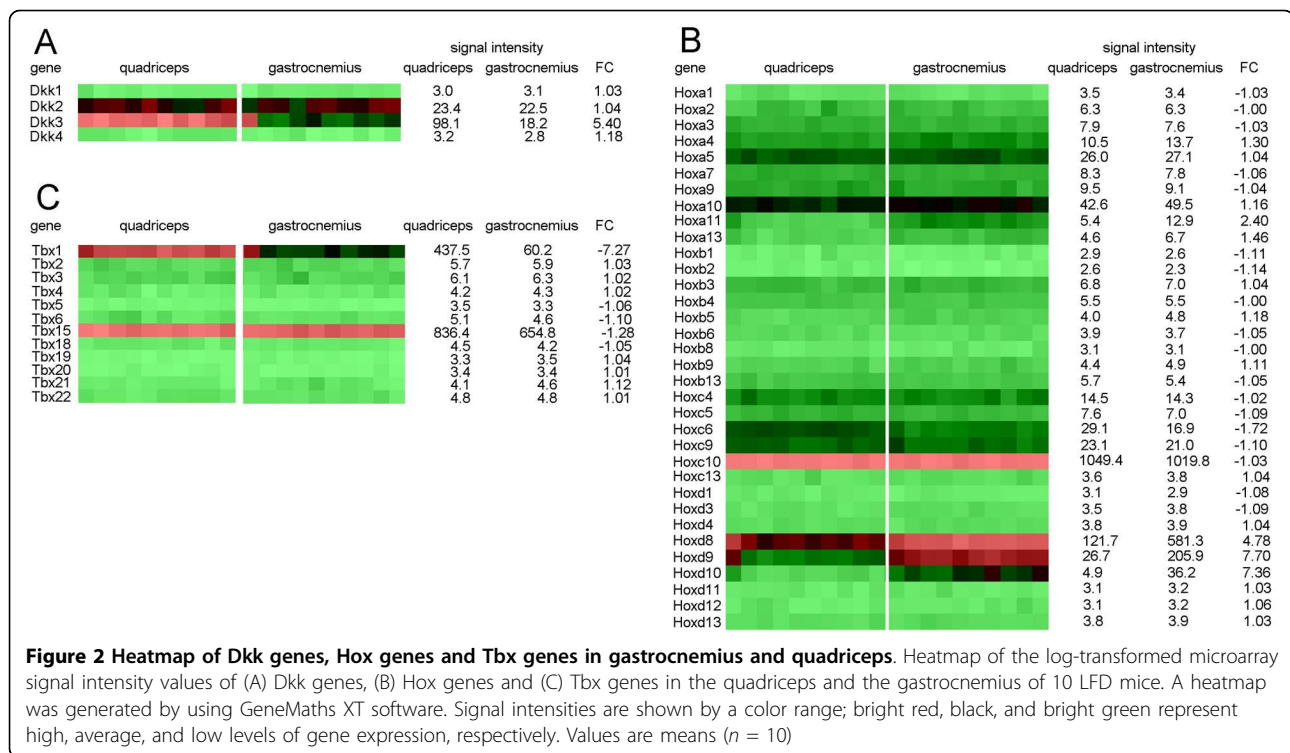 A
signal intensity
gene quadriceps gastrocnemius quadriceps gastrocnemius FC
Dkk1 3.0 3.1 1.03
Dkk2 23.4 22.5 1.04
Dkk3 98.1 18.2 5.40
Dkk4 3.2 2.8 1.18
C
gene quadriceps gastrocnemius quadriceps gastrocnemius FC
Tbx1 437.5 60.2 -7.27
Tbx2 5.7 5.9 1.03
Tbx3 6.1 6.3 1.02
Tbx4 4.2 4.3 1.02
Tbx5 3.5 3.3 -1.06
Tbx6 5.1 4.6 -1.10
Tbx15 836.4 654.8 -1.28
Tbx18 4.5 4.2 -1.05
Tbx19 3.3 3.5 1.04
Tbx20 3.4 3.4 1.01
Tbx21 4.1 4.6 1.12
Tbx22 4.8 4.8 1.01
B
signal intensity
gene quadriceps gastrocnemius quadriceps gastrocnemius FC
Hoxa1 3.5 3.4 -1.03
Hoxa2 6.3 6.3 -1.00
Hoxa3 7.9 7.6 -1.03
Hoxa4 10.5 13.7 1.30
Hoxa5 26.0 27.1 1.04
Hoxa7 8.3 7.8 -1.06
Hoxa9 9.5 9.1 -1.04
Hoxa10 42.6 49.5 1.16
Hoxa11 5.4 12.9 2.40
Hoxa13 4.6 6.7 1.46
Hoxb1 2.9 2.6 -1.11
Hoxb2 2.6 2.3 -1.14
Hoxb3 6.8 7.0 1.04
Hoxb4 5.5 5.5 -1.00
Hoxb5 4.0 4.8 1.18
Hoxb6 3.9 3.7 -1.05
Hoxb8 3.1 3.1 -1.00
Hoxb9 4.4 4.9 1.11
Hoxb13 5.7 5.4 -1.05
Hoxc4 14.5 14.3 -1.02
Hoxc5 7.6 7.0 -1.09
Hoxc6 29.1 16.9 -1.72
Hoxc9 23.1 21.0 -1.10
Hoxc10 1049.4 1019.8 -1.03
Hoxc13 3.6 3.8 1.04
Hoxd1 3.1 2.9 -1.08
Hoxd3 3.5 3.8 -1.09
Hoxd4 3.8 3.9 1.04
Hoxd8 121.7 581.3 4.78
Hoxd9 26.7 205.9 7.70
Hoxd10 4.9 36.2 7.36
Hoxd11 3.1 3.2 1.03
Hoxd12 3.1 3.2 1.06
Hoxd13 3.8 3.9 1.03
Figure 2 Heatmap of Dkk genes, Hox genes and Tbx genes in gastrocnemius and quadriceps. Heatmap of the log-transformed microarray
signal intensity values of (A) Dkk genes, (B) Hox genes and (C) Tbx genes in the quadriceps and the gastrocnemius of 10 LFD mice. A heatmap
was generated by using GeneMaths XT software. Signal intensities are shown by a color range; bright red, black, and bright green represent
high, average, and low levels of gene expression, respectively. Values are means (n = 10)